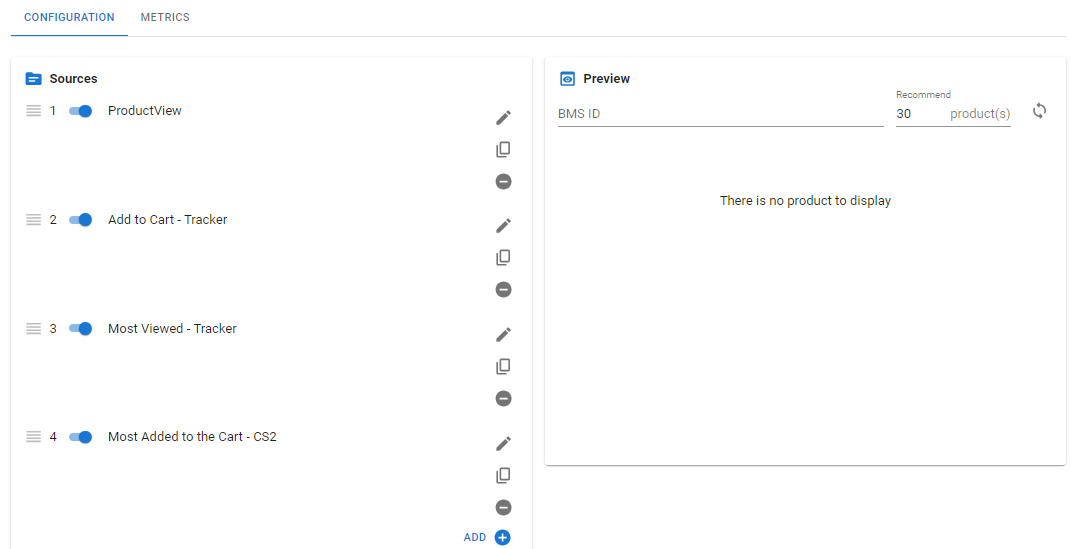 CONFIGURATION METRICS
Sources
1 ProductView
2 Add to Cart - Tracker
3 Most Viewed - Tracker
4 Most Added to the Cart - CS2
ADD
Preview
Recommend
BMS ID 30 product(s)
There is no product to display